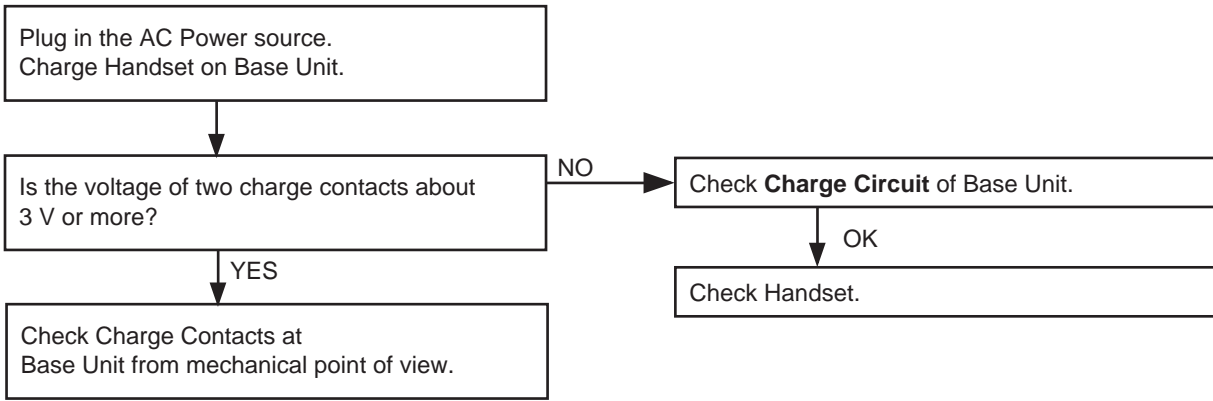 Plug in the AC Power source.
Charge Handset on Base Unit.
Is the voltage of two charge contacts about
3 V or more?
NO
Check Charge Circuit of Base Unit.
OK
Check Handset.
YES
Check Charge Contacts at
Base Unit from mechanical point of view.